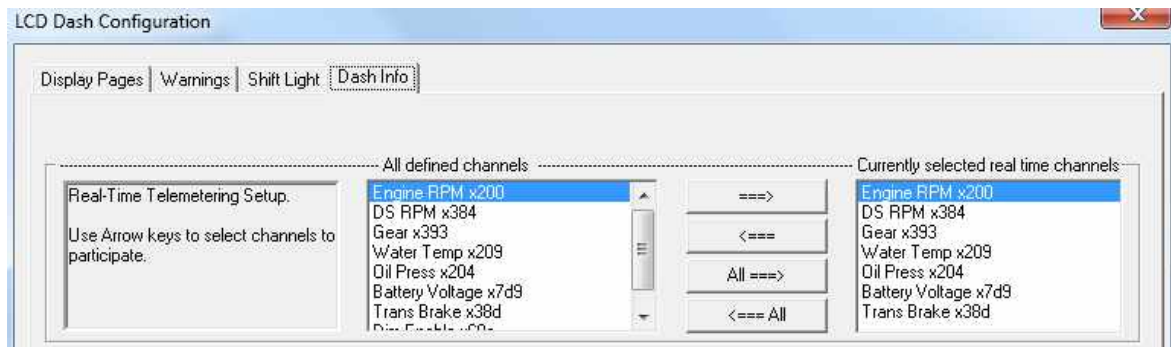 LCD Dash Configuration
X
Display Pages Warnings Shift Light Dash Info
All defined channels
Currently selected real time channels
Real-Time Telemetering Setup.
Use Arrow keys to select channels to
participate.
Engine RPM x200
DS RPM x384
Gear x393
Water Temp x209
Oil Press x204
Battery Voltage x7d9
Trans Brake x38d
===>
<===
All ===>
<=== All
Engine RPM x200
DS RPM x384
Gear x393
Water Temp x209
Oil Press x204
Battery Voltage x7d9
Trans Brake x38d